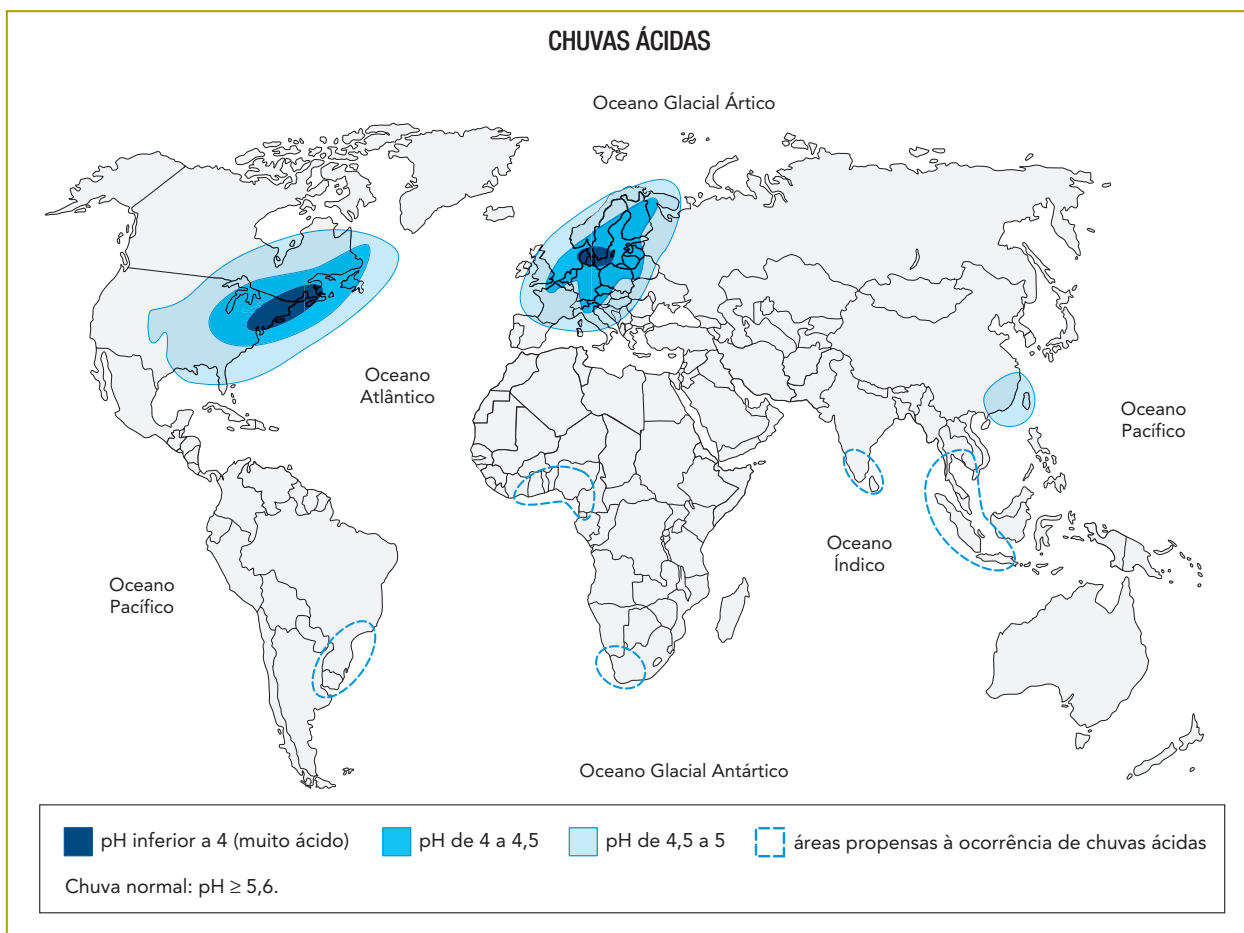 CHUVAS ÁCIDAS
Oceano Glacial Ártico
Oceano
Atlântico
Oceano
Pacífico
Oceano
Índico
Oceano
Pacífico
Oceano Glacial Antártico
pH inferior a 4 (muito ácido)
pH de 4 a 4,5
pH de 4,5 a 5
áreas propensas à ocorrência de chuvas ácidas
Chuva normal: pH ≥ 5,6.